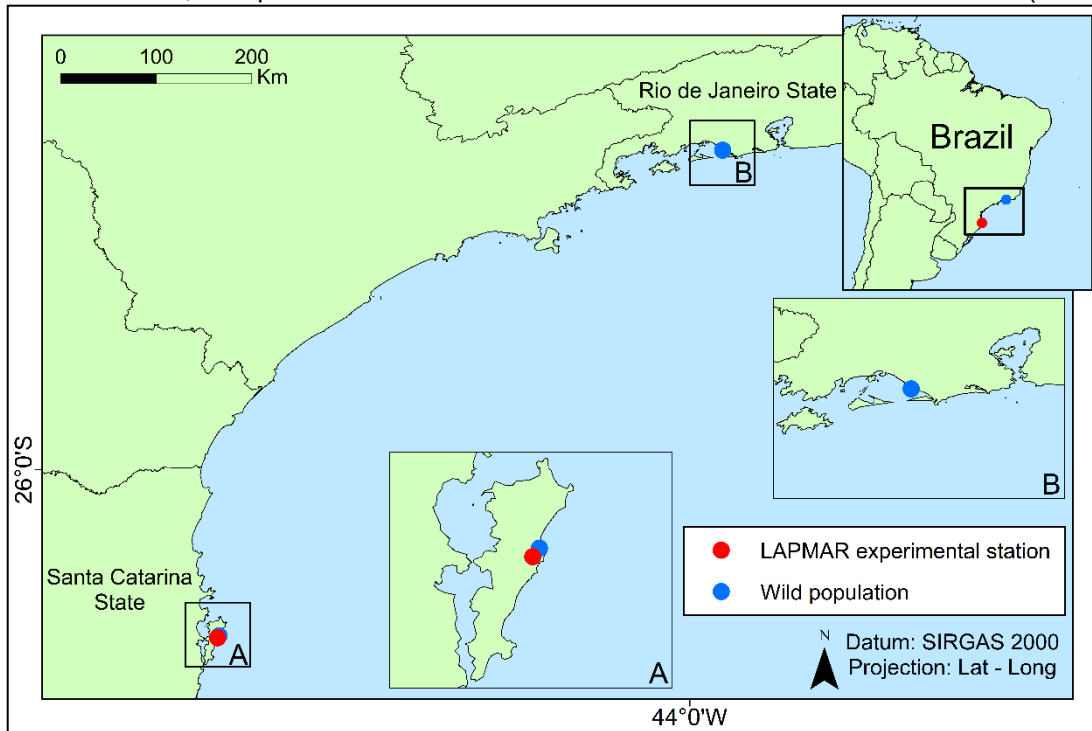 0 100 200
Km
Rio de Janeiro State
Brazil
B
B
26°0'S
A
LAPMAR experimental station
Wild population
Santa Catarina
State
A
N
Datum: SIRGAS 2000
Projection: Lat - Long
44°0'W